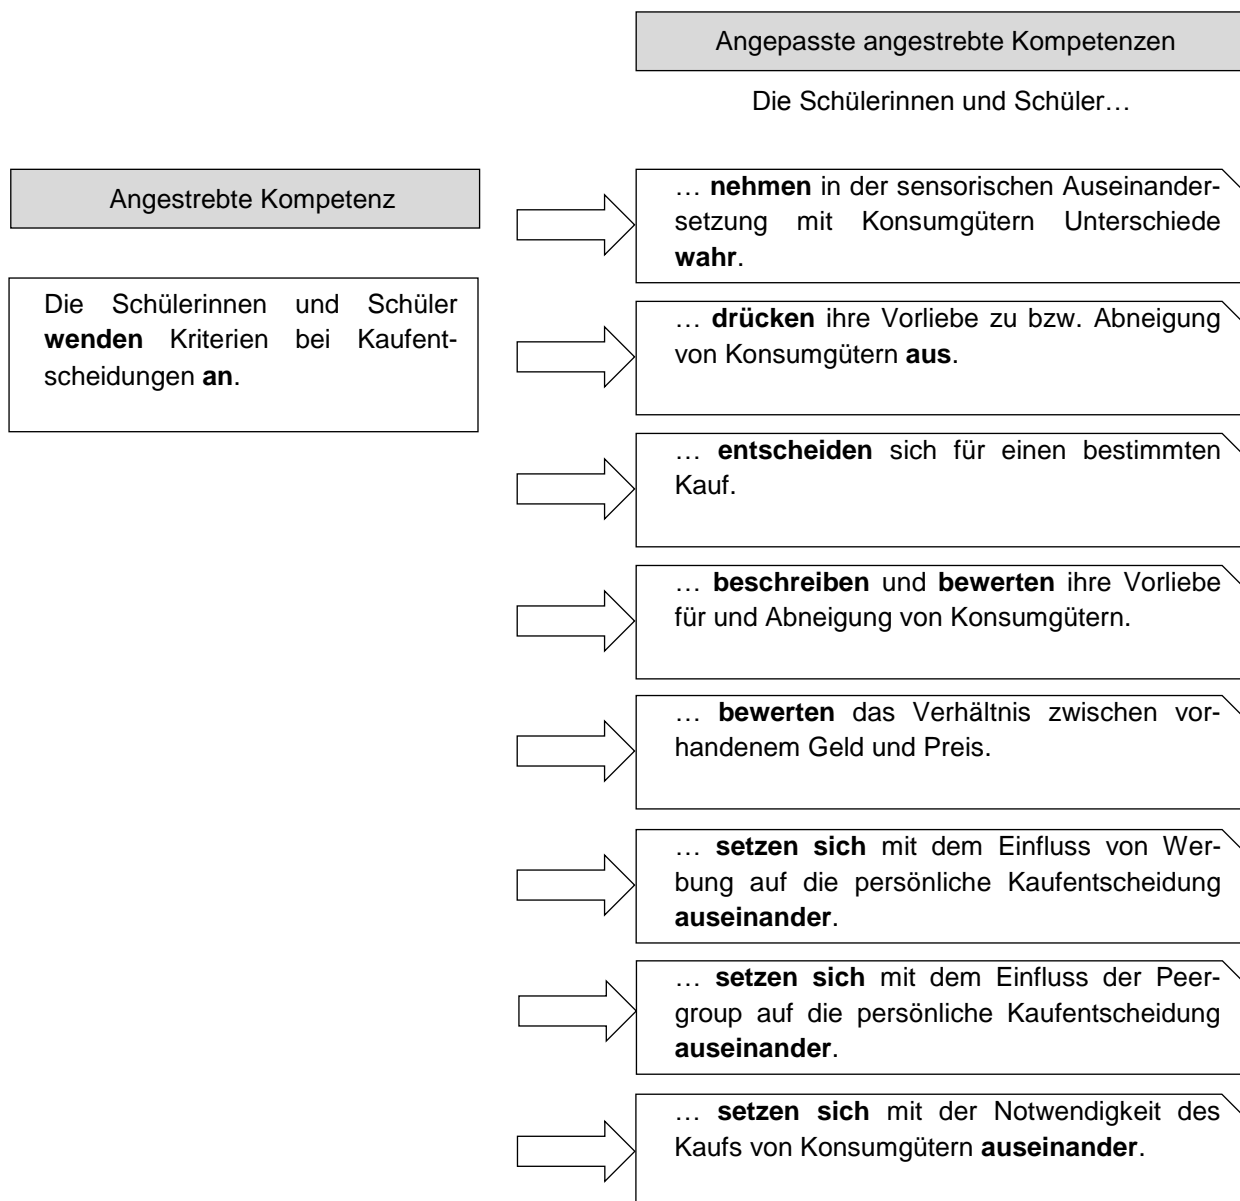 Angepasste angestrebte Kompetenzen
Die Schülerinnen und Schüler…
Angestrebte Kompetenz
Die Schülerinnen und Schüler
wenden Kriterien bei Kaufent-
scheidungen an.
… nehmen in der sensorischen Auseinander-
setzung mit Konsumgütern Unterschiede
wahr.
… drücken ihre Vorliebe zu bzw. Abneigung
von Konsumgütern aus.
… entscheiden sich für einen bestimmten
Kauf.
… beschreiben und bewerten ihre Vorliebe
für und Abneigung von Konsumgütern.
… bewerten das Verhältnis zwischen vor-
handenem Geld und Preis.
… setzen sich mit dem Einfluss von Wer-
bung auf die persönliche Kaufentscheidung
auseinander.
… setzen sich mit dem Einfluss der Peer-
group auf die persönliche Kaufentscheidung
auseinander.
… setzen sich mit der Notwendigkeit des
Kaufs von Konsumgütern auseinander.